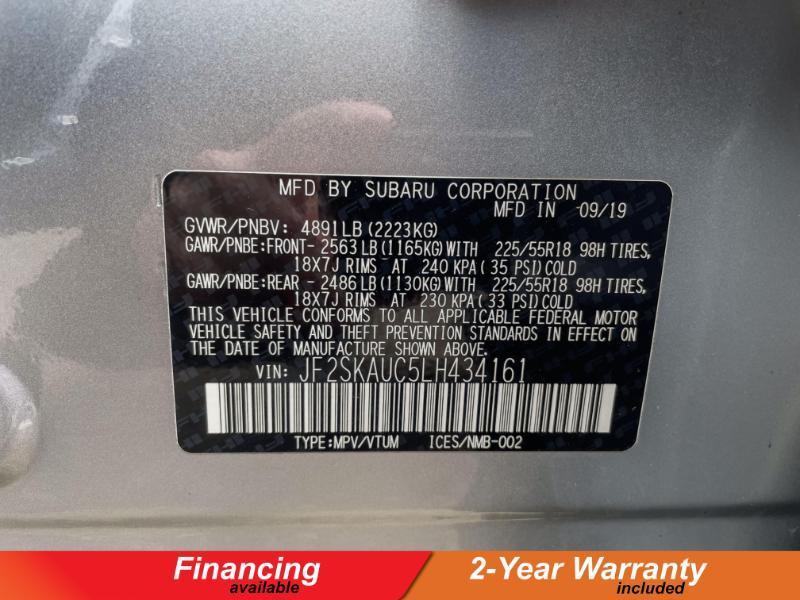 MFD BY SUBARU CORPORATION
MFD IN 09/19
GVWR/PNBV: 4891LB(2223KG)
GAWR/PNBE:FRONT- 2563LB(1165KG)WITH 225/55R18 98H TIRES,
18X7J RIMS AT 240 KPA(35 PSI)COLD
GAWR/PNBE:REAR - 2486LB(1130KG)WITH 225/55R18 98H TIRES,
18X7J RIMS AT 230 KPA(33 PSI)COLD
THIS VEHICLE CONFORMS TO ALL APPLICABLE FEDERAL MOTOR
VEHICLE SAFETY AND THEFT PREVENTION STANDARDS IN EFFECT ON
THE DATE OF MANUFACTURE SHOWN ABOVE.
VIN: JF2SKAUC5LH434161
TYPE:MPV/VTUM ICES/NMB-002
Financing
available
2-Year Warranty
included